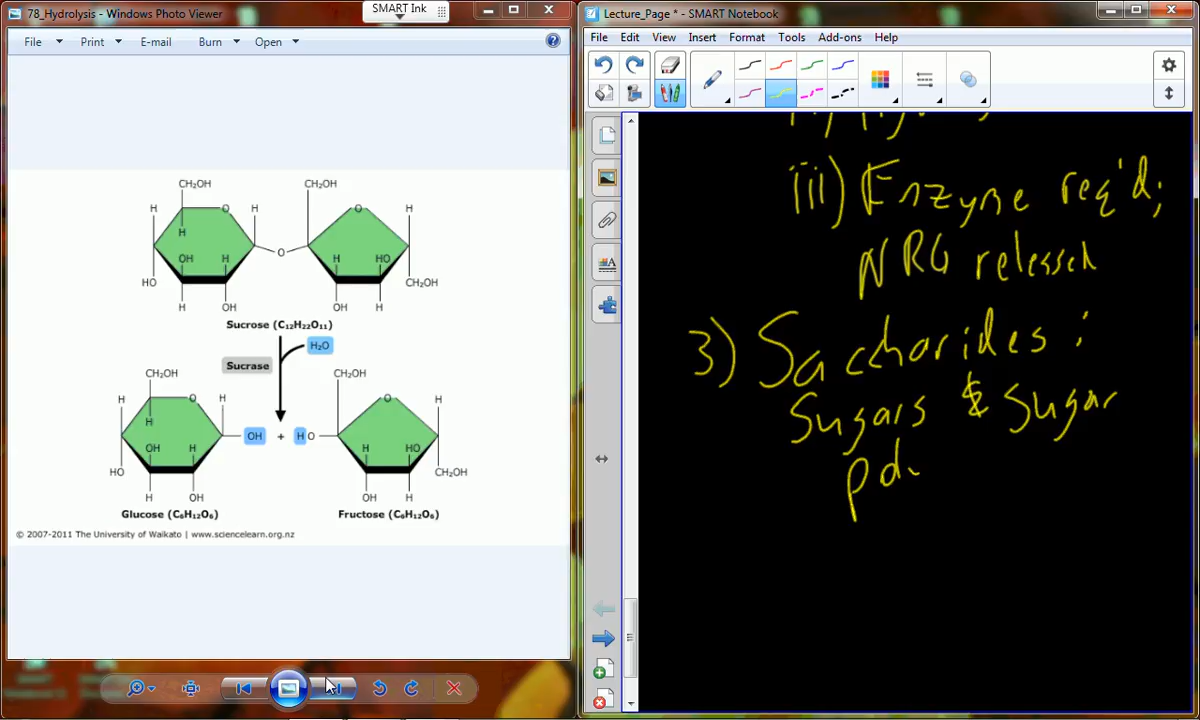 78_Hydrolysis - Windows Photo Viewer
SMART Ink
File Print E-mail Burn Open
CH₂OH CH₂OH
H O H O H
H
OH H H HO
O
HO CH₂OH
H OH OH H
Sucrose (C₁₂H₂₂O₁₁)
H₂O
Sucrase
CH₂OH CH₂OH
H O H O H
H
OH + H O
OH H H HO
HO CH₂OH
H OH OH H
Glucose (C₆H₁₂O₆) Fructose (C₆H₁₂O₆)
© 2007-2011 The University of Waikato | www.sciencelearn.org.nz
Lecture_Page * - SMART Notebook
File Edit View Insert Format Tools Add-ons Help
iii) Enzyme req'd;
NRG released
3) Saccharides :
Sugars & Sugar
pd